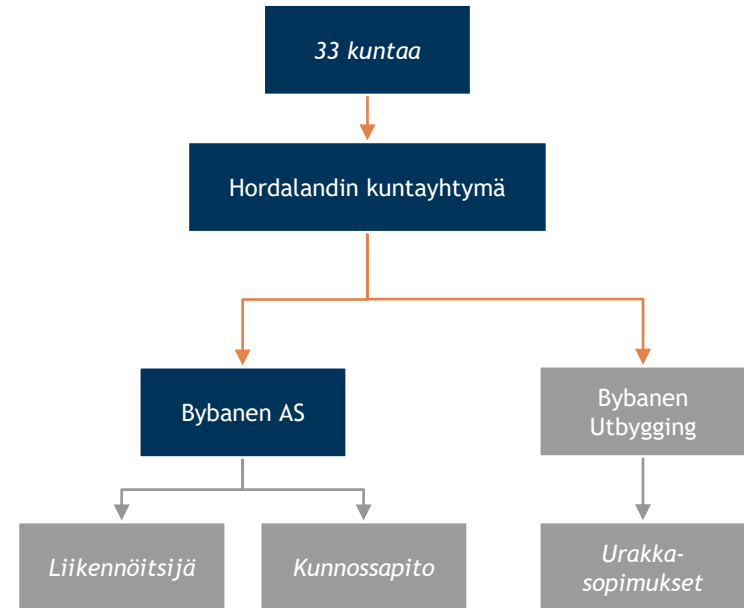 33 kuntaa
Hordalandin kuntayhtymä
Bybanen AS
Bybanen
Utbygging
Liikennöitsijä
Kunnossapito
Urakka-
sopimukset